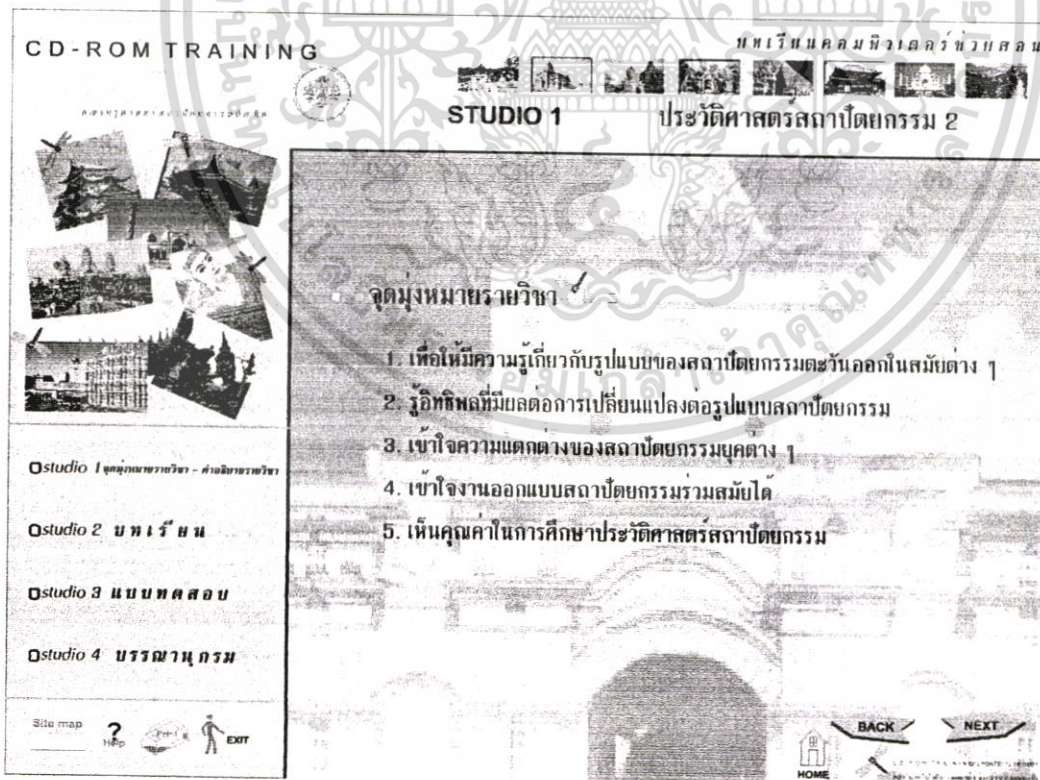 CD-ROM TRAINING
บทเรียนคอมพิวเตอร์ช่วยสอน
STUDIO 1
ประวัติศาสตร์สถาปัตยกรรม 2
จุดมุ่งหมายรายวิชา
1. เพื่อให้มีความรู้เกี่ยวกับรูปแบบของสถาปัตยกรรมตะวันออกในสมัยต่าง ๆ
2. รู้อิทธิพลที่มีผลต่อการเปลี่ยนแปลงต่อรูปแบบสถาปัตยกรรม
3. เข้าใจความแตกต่างของสถาปัตยกรรมยุคต่าง ๆ
4. เข้าใจงานออกแบบสถาปัตยกรรมร่วมสมัยได้
5. เห็นคุณค่าในการศึกษาประวัติศาสตร์สถาปัตยกรรม
studio 1 จุดมุ่งหมายรายวิชา - คำอธิบายรายวิชา
studio 2 บทเรียน
studio 3 แบบทดสอบ
studio 4 บรรณานุกรม
Site map
? Help
EXIT
HOME
BACK
NEXT